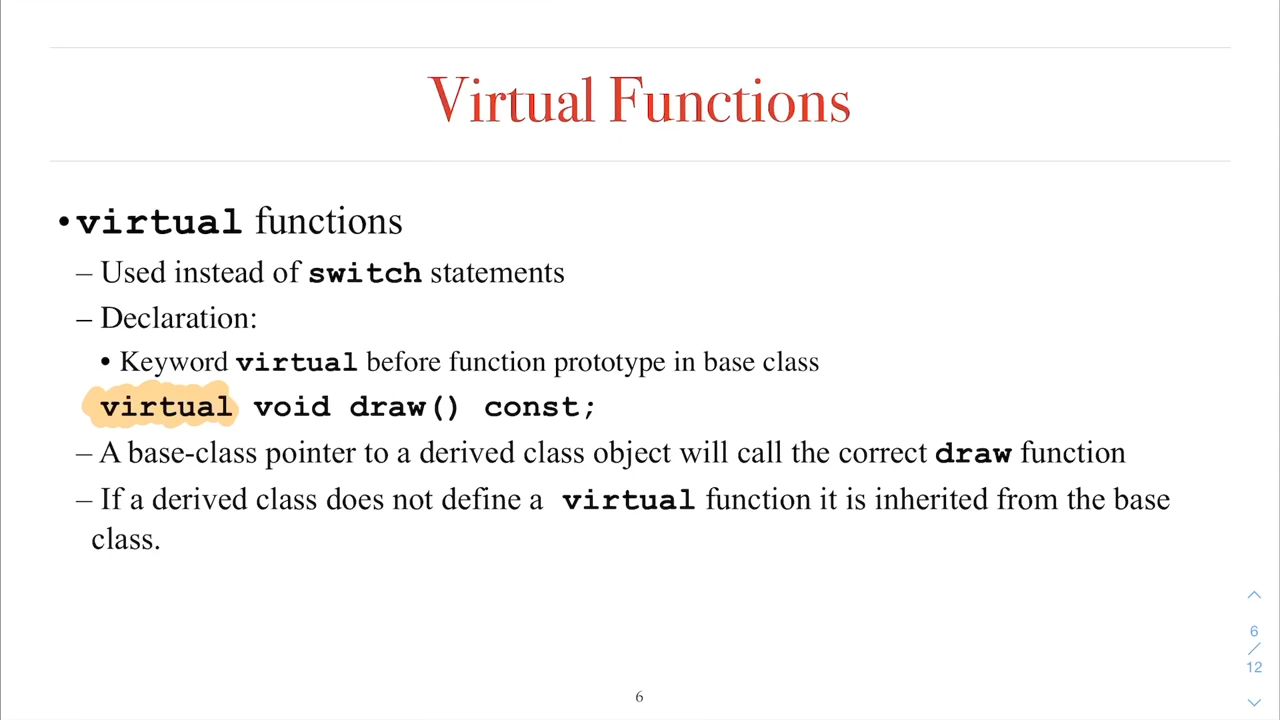 Virtual Functions
•virtual functions
– Used instead of switch statements
– Declaration:
• Keyword virtual before function prototype in base class
virtual void draw() const;
– A base-class pointer to a derived class object will call the correct draw function
– If a derived class does not define a virtual function it is inherited from the base
class.
6
/
12
6